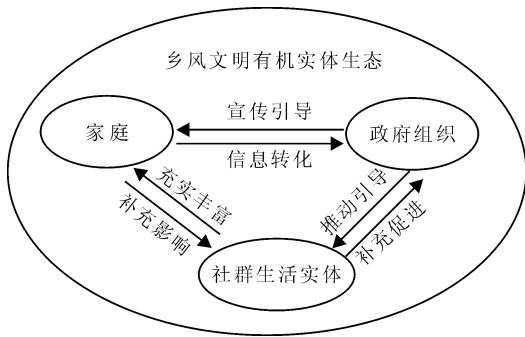 乡风文明有机实体生态
宣传引导
家庭
政府组织
信息转化
充实丰富
补充影响
推动引导
补充促进
社群生活实体